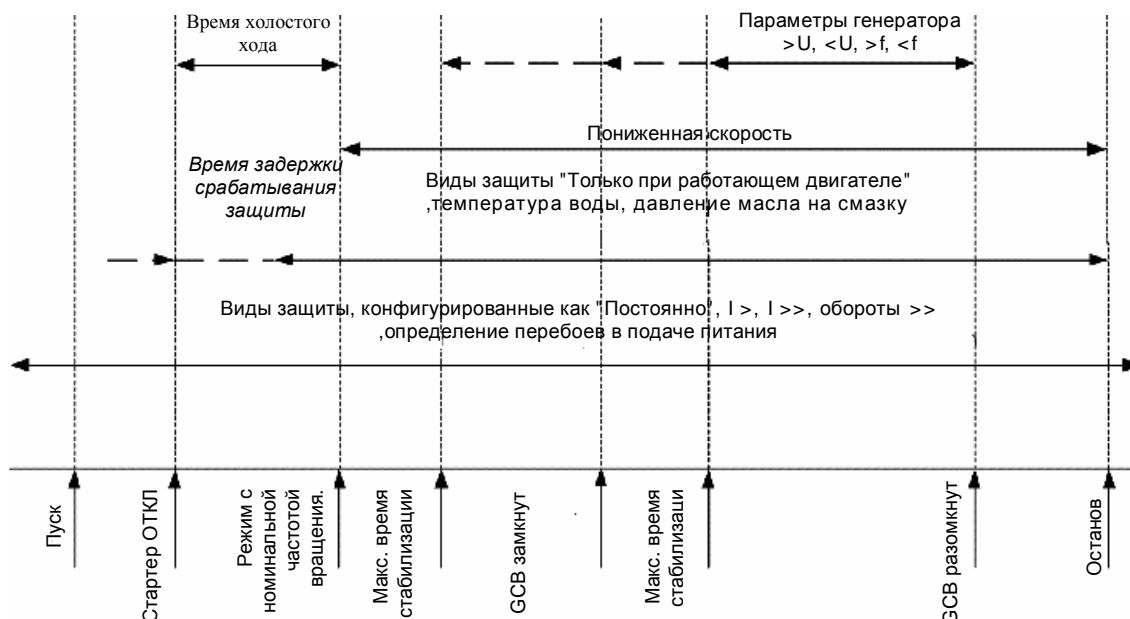 Время холостого
хода
Параметры генератора
>U, <U, >f, <f
Пониженная скорость
Время задержки
срабатывания
защиты
Виды защиты "Только при работающем двигателе"
,температура воды, давление масла на смазку
Виды защиты, конфигурированные как "Постоянно", I >, I >>, обороты >>
,определение перебоев в подаче питания
Пуск
Стартер ОТКЛ
Режим с
номинальной
частотой
вращения.
Макс. время
стабилизации
GCB замкнут
Макс. время
стабилизаци
GCB разомкнут
Останов